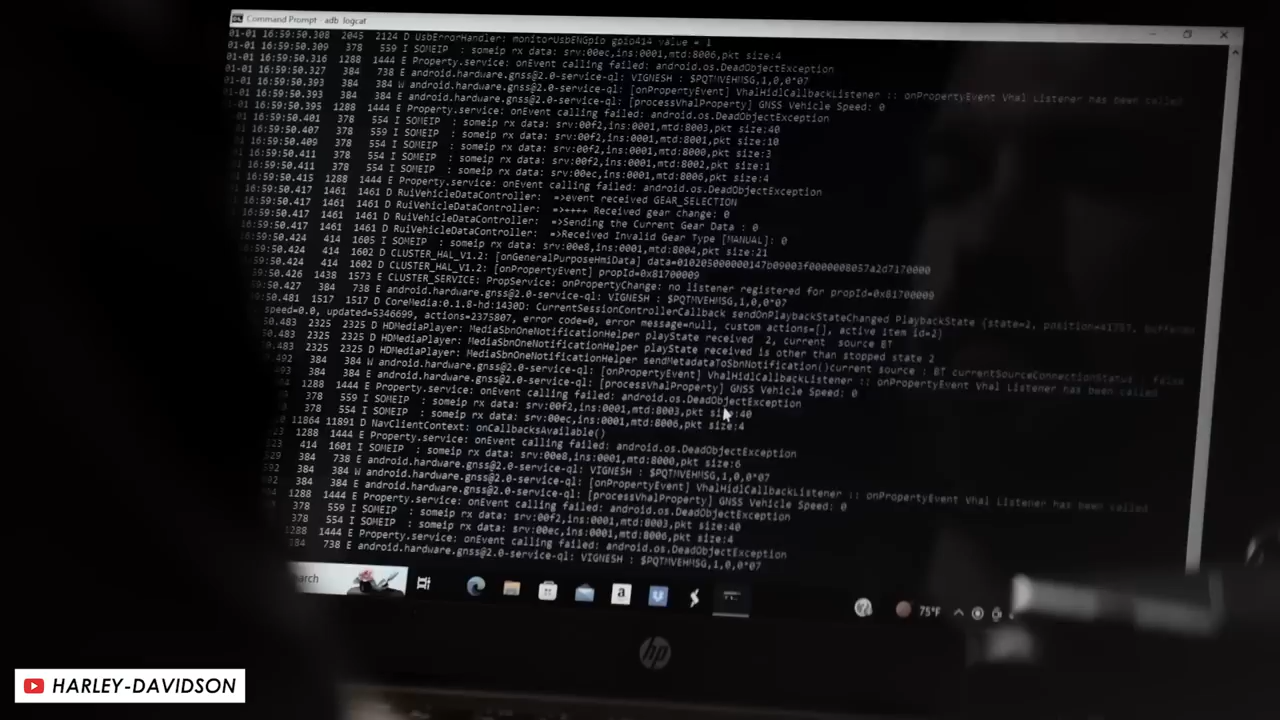 Command Prompt - adb logcat
01-01 16:59:50.308 2045 2124 D UsbErrorHandler: monitorUsbENGpio gpio414 value = 1
01-01 16:59:50.309 378 559 I SOMEIP : someip rx data: srv:00ec,ins:0001,mtd:8006,pkt size:4
01-01 16:59:50.316 1288 1444 E Property.service: onEvent calling failed: android.os.DeadObjectException
01-01 16:59:50.327 384 738 E android.hardware.gnss@2.0-service-ql: VIGNESH : $PQTMVEHMSG,1,0,0*07
01-01 16:59:50.393 384 384 W android.hardware.gnss@2.0-service-ql: [onPropertyEvent] VhalHidlCallbackListener :: onPropertyEvent Vhal Listener has been called
01-01 16:59:50.393 384 384 E android.hardware.gnss@2.0-service-ql: [processVhalProperty] GNSS Vehicle Speed: 0
01-01 16:59:50.395 1288 1444 E Property.service: onEvent calling failed: android.os.DeadObjectException
01-01 16:59:50.401 378 554 I SOMEIP : someip rx data: srv:00f2,ins:0001,mtd:8003,pkt size:40
01-01 16:59:50.407 378 559 I SOMEIP : someip rx data: srv:00f2,ins:0001,mtd:8001,pkt size:10
01-01 16:59:50.409 378 554 I SOMEIP : someip rx data: srv:00f2,ins:0001,mtd:8000,pkt size:3
01-01 16:59:50.411 378 554 I SOMEIP : someip rx data: srv:00f2,ins:0001,mtd:8002,pkt size:1
01-01 16:59:50.411 378 554 I SOMEIP : someip rx data: srv:00ec,ins:0001,mtd:8006,pkt size:4
01-01 16:59:50.415 1288 1444 E Property.service: onEvent calling failed: android.os.DeadObjectException
01-01 16:59:50.417 1461 1461 D RuiVehicleDataController: =>event received GEAR_SELECTION
01-01 16:59:50.417 1461 1461 D RuiVehicleDataController: =>++++ Received gear change: 0
01-01 16:59:50.417 1461 1461 D RuiVehicleDataController: =>Sending the Current Gear Data : 0
01-01 16:59:50.417 1461 1461 D RuiVehicleDataController: =>Received Invalid Gear Type [MANUAL]: 0
16:59:50.424 414 1605 I SOMEIP : someip rx data: srv:00e8,ins:0001,mtd:8004,pkt size:21
16:59:50.424 414 1602 D CLUSTER_HAL_V1.2: [onGeneralPurposeHmiData]
16:59:50.424 414 1602 D CLUSTER_HAL_V1.2: [onPropertyEvent] propId=0x81700009
16:59:50.426 1438 1573 E CLUSTER_SERVICE: PropService: onPropertyChange: no listener registered for propId=0x81700009
384 738 E android.hardware.gnss@2.0-service-ql: VIGNESH : $PQTMVEHMSG,1,0,0*07
50.481 1517 1517 D CoreMedia:0.1.8-hd:1430D: CurrentSessionControllerCallback sendOnPlaybackStateChanged PlaybackState {state=2,
speed=0.0, updated=5346699, actions=2375807, error code=0, error message=null, custom actions=[], active item id=2}
50.483 2325 2325 D HDMediaPlayer: MediaSbnOneNotificationHelper playState received 2, current source BT
.483 2325 2325 D HDMediaPlayer: MediaSbnOneNotificationHelper playState received is other than stopped state 2
2325 2325 D HDMediaPlayer: MediaSbnOneNotificationHelper sendMetadataToSbnNotification()current source : BT currentSourceConnectionStatus : false
.492 384 384 W android.hardware.gnss@2.0-service-ql: [onPropertyEvent] VhalHidlCallbackListener :: onPropertyEvent Vhal Listener has been called
493 384 384 E android.hardware.gnss@2.0-service-ql: [processVhalProperty] GNSS Vehicle Speed: 0
1288 1444 E Property.service: onEvent calling failed: android.os.DeadObjectException
378 559 I SOMEIP : someip rx data: srv:00f2,ins:0001,mtd:8003,pkt size:40
378 554 I SOMEIP : someip rx data: srv:00ec,ins:0001,mtd:8006,pkt size:4
11864 11891 D NavClientContext: onCallbacksAvailable()
1288 1444 E Property.service: onEvent calling failed: android.os.DeadObjectException
414 1601 I SOMEIP : someip rx data: srv:00e8,ins:0001,mtd:8000,pkt size:6
384 738 E android.hardware.gnss@2.0-service-ql: VIGNESH : $PQTMVEHMSG,1,0,0*07
384 384 W android.hardware.gnss@2.0-service-ql: [onPropertyEvent] VhalHidlCallbackListener :: onPropertyEvent Vhal Listener has been called
384 384 E android.hardware.gnss@2.0-service-ql: [processVhalProperty] GNSS Vehicle Speed: 0
1288 1444 E Property.service: onEvent calling failed: android.os.DeadObjectException
378 559 I SOMEIP : someip rx data: srv:00f2,ins:0001,mtd:8003,pkt size:40
378 554 I SOMEIP : someip rx data: srv:00ec,ins:0001,mtd:8006,pkt size:4
1288 1444 E Property.service: onEvent calling failed: android.os.DeadObjectException
384 738 E android.hardware.gnss@2.0-service-ql: VIGNESH : $PQTMVEHMSG,1,0,0*07
earch
a
75°F
hp
HARLEY-DAVIDSON